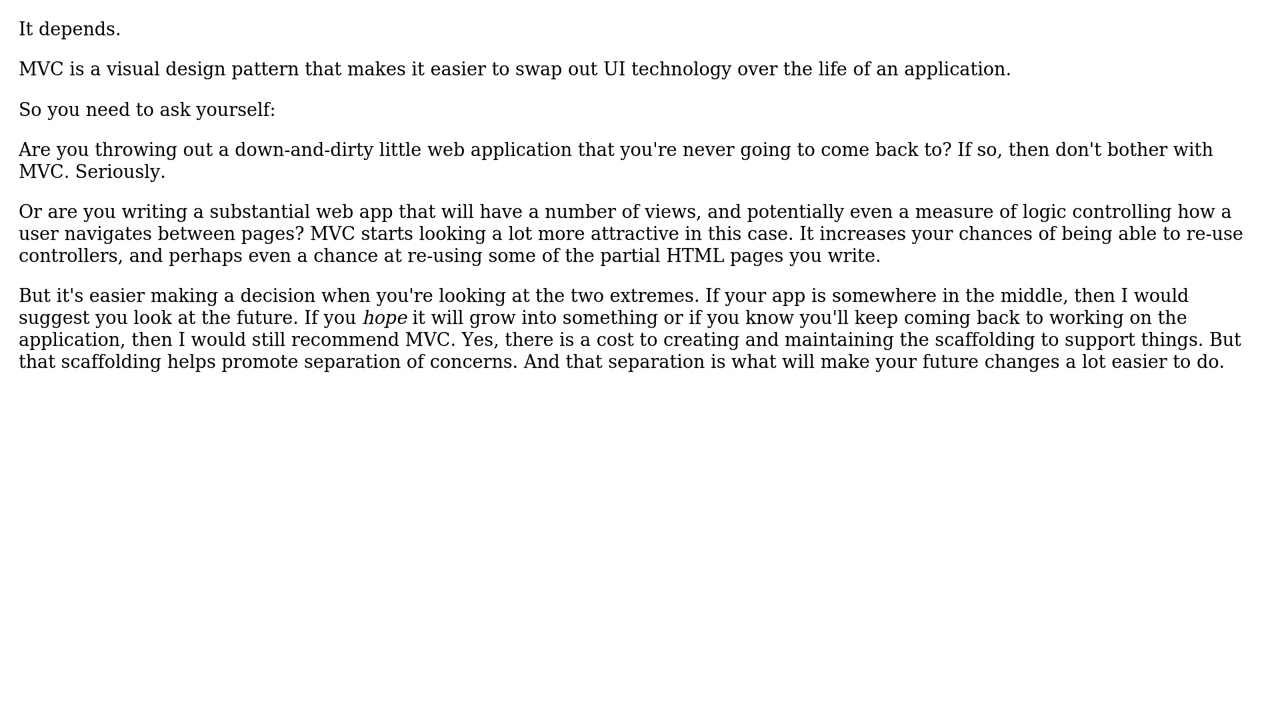 It depends.
MVC is a visual design pattern that makes it easier to swap out UI technology over the life of an application.
So you need to ask yourself:
Are you throwing out a down-and-dirty little web application that you're never going to come back to? If so, then don't bother with
MVC. Seriously.
Or are you writing a substantial web app that will have a number of views, and potentially even a measure of logic controlling how a
user navigates between pages? MVC starts looking a lot more attractive in this case. It increases your chances of being able to re-use
controllers, and perhaps even a chance at re-using some of the partial HTML pages you write.
But it's easier making a decision when you're looking at the two extremes. If your app is somewhere in the middle, then I would
suggest you look at the future. If you hope it will grow into something or if you know you'll keep coming back to working on the
application, then I would still recommend MVC. Yes, there is a cost to creating and maintaining the scaffolding to support things. But
that scaffolding helps promote separation of concerns. And that separation is what will make your future changes a lot easier to do.